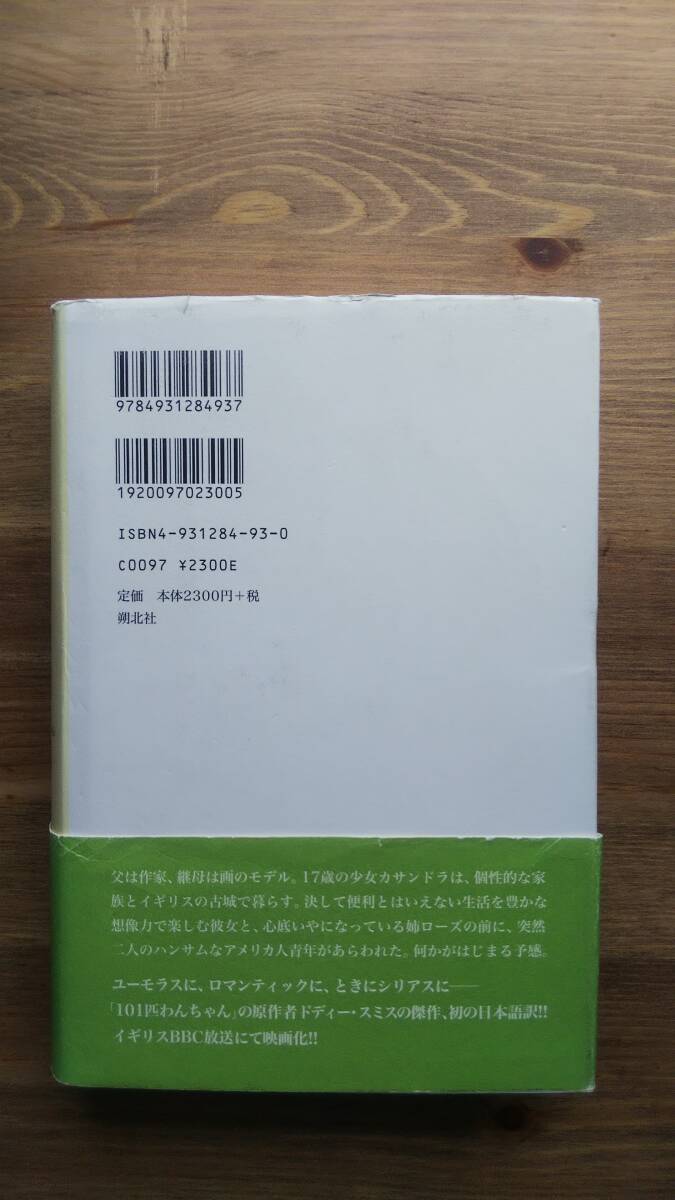 9784931284937
1920097023005
ISBN4-931284-93-0
C0097 ¥2300E
定価　本体2300円+税
朔北社
父は作家、継母は画のモデル。17歳の少女カサンドラは、個性的な家
族とイギリスの古城で暮らす。決して便利とはいえない生活を豊かな
想像力で楽しむ彼女と、心底いやになっている姉ローズの前に、突然
二人のハンサムなアメリカ人青年があらわれた。何かがはじまる予感。
ユーモラスに、ロマンティックに、ときにシリアスに——
「101匹わんちゃん」の原作者ドディー・スミスの傑作、初の日本語訳!!
イギリスBBC放送にて映画化!!